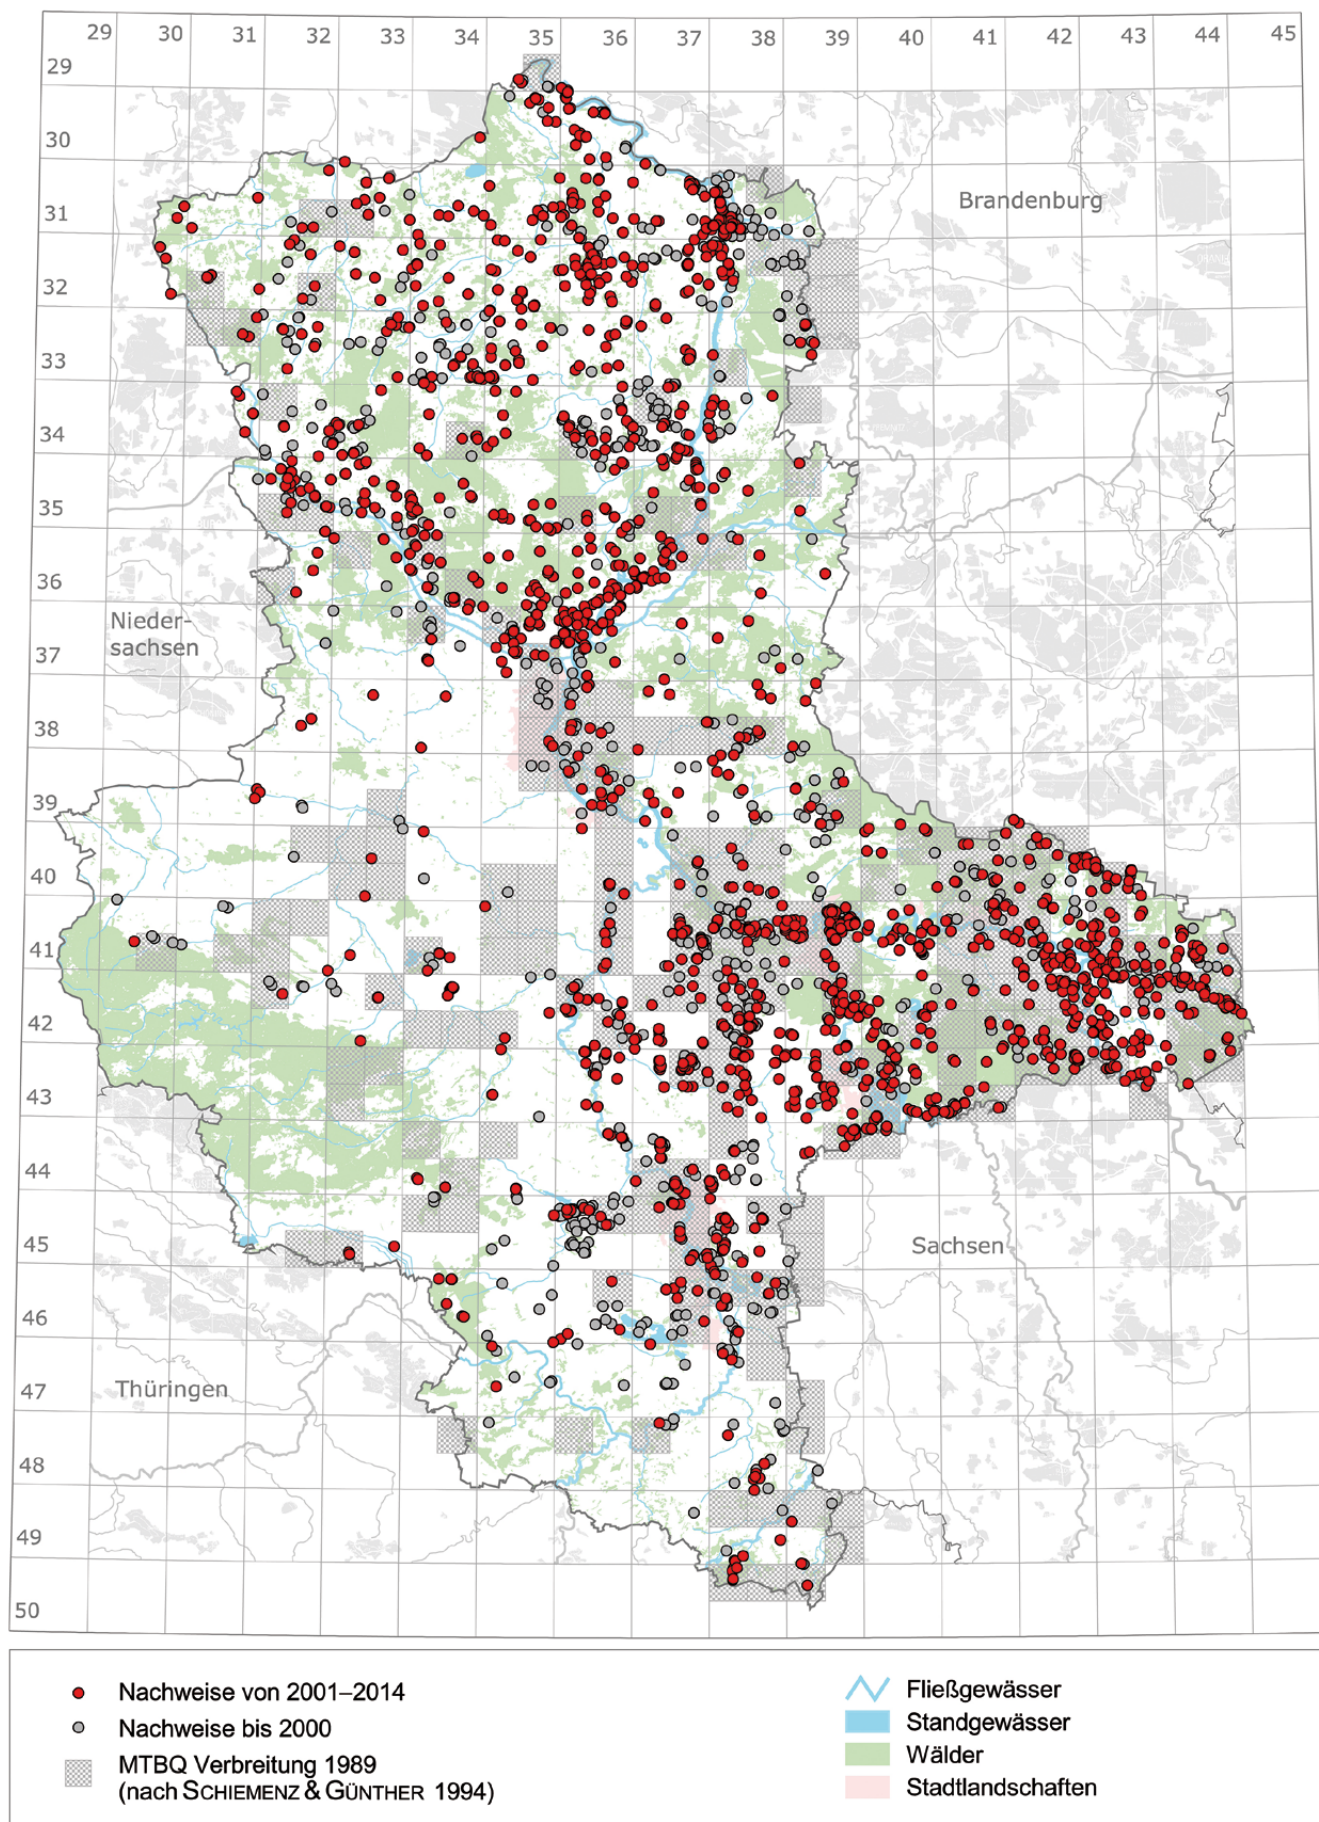 29 30 31 32 33 34 35 36 37 38 39 40 41 42 43 44 45
29
30
31
Brandenburg
32
33
34
35
36
Nieder-
sachsen
37
38
39
40
41
42
43
44
45
Sachsen
46
47
Thüringen
48
49
50
Nachweise von 2001–2014
Nachweise bis 2000
MTBQ Verbreitung 1989
(nach SCHIEMENZ & GÜNTHER 1994)
Fließgewässer
Standgewässer
Wälder
Stadtlandschaften